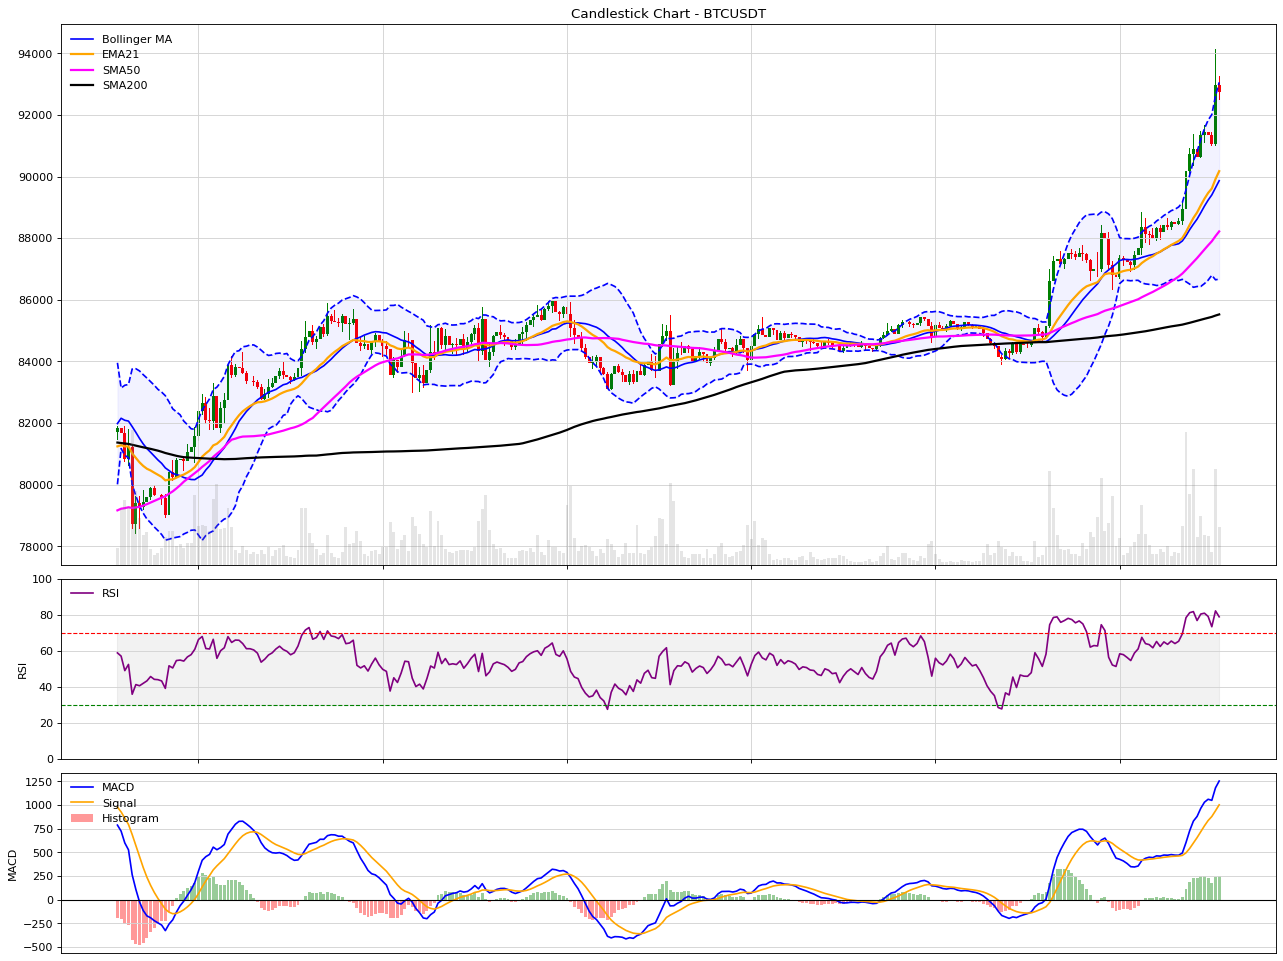 Candlestick Chart - BTCUSDT
Bollinger MA
EMA21
SMA50
SMA200
94000
92000
90000
88000
86000
84000
82000
80000
78000
RSI
100
80
60
40
20
0
RSI
MACD
Signal
Histogram
1250
1000
750
500
250
0
−250
−500
MACD